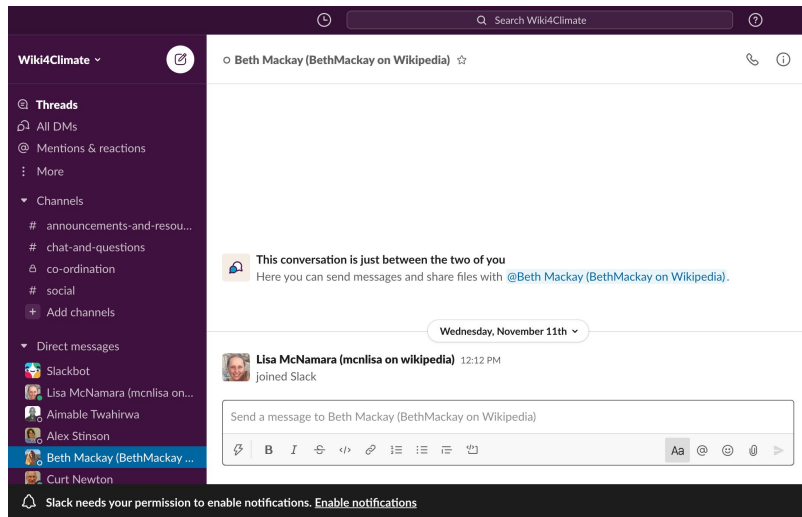 Search Wiki4Climate
Wiki4Climate
Beth Mackay (BethMackay on Wikipedia)
Threads
All DMs
@ Mentions & reactions
More
Channels
# announcements-and-resou...
# chat-and-questions
co-ordination
# social
+ Add channels
Direct messages
Slackbot
Lisa McNamara (mcnlisa on...
Aimable Twahirwa
Alex Stinson
Beth Mackay (BethMackay ...
Curt Newton
This conversation is just between the two of you
Here you can send messages and share files with @Beth Mackay (BethMackay on Wikipedia).
Wednesday, November 11th
Lisa McNamara (mcnlisa on wikipedia) 12:12 PM
joined Slack
Send a message to Beth Mackay (BethMackay on Wikipedia)
B I S </> Aa @
Slack needs your permission to enable notifications. Enable notifications